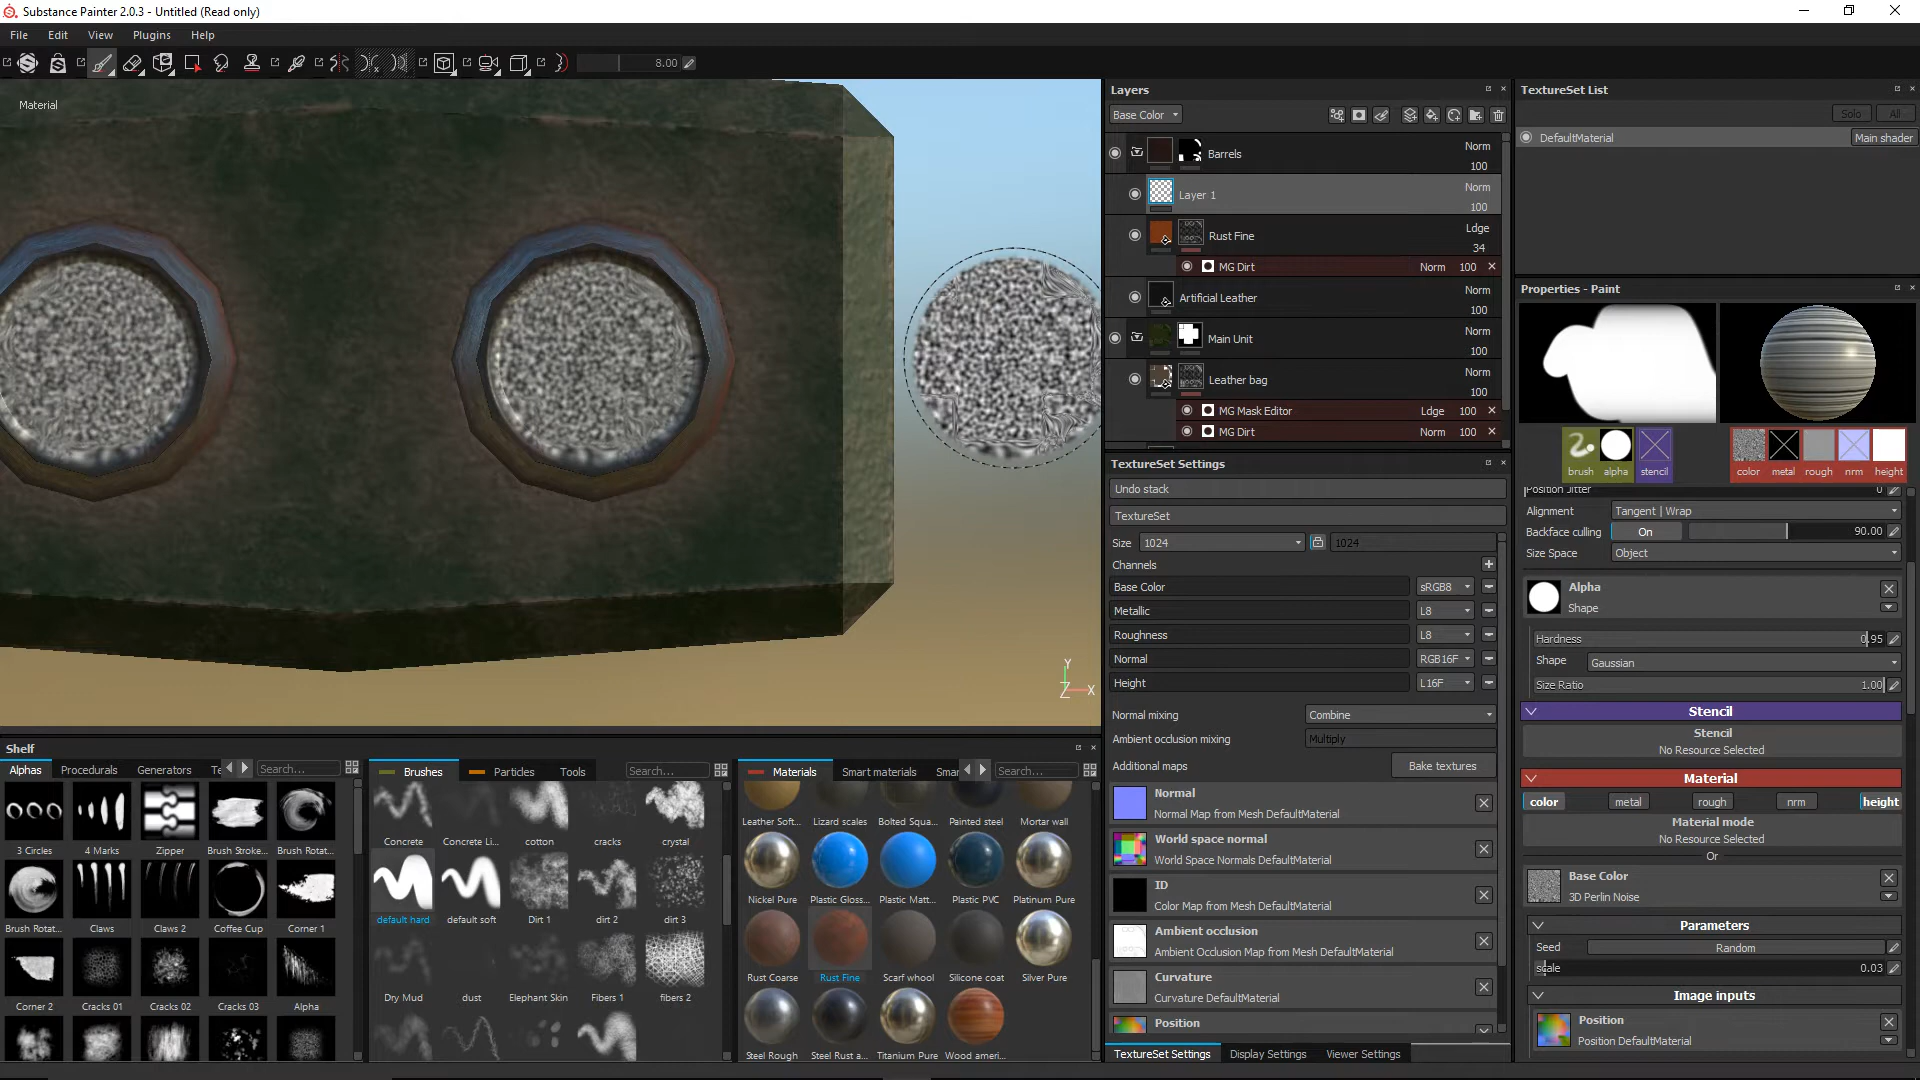 Substance Painter 2.0.3 - Untitled (Read only)
File Edit View Plugins Help
8.00
Material
Z Y X
Layers
Base Color
Barrels Norm 100
Layer 1 Norm 100
Rust Fine Ldge 34
MG Dirt Norm 100
Artificial Leather Norm 100
Main Unit Norm 100
Leather bag Norm 100
MG Mask Editor Ldge 100
MG Dirt Norm 100
TextureSet Settings
Undo stack
TextureSet
Size 1024 1024
Channels
Base Color sRGB8
Metallic L8
Roughness L8
Normal RGB16F
Height L16F
Normal mixing Combine
Ambient occlusion mixing Multiply
Additional maps Bake textures
Normal
Normal Map from Mesh DefaultMaterial
World space normal
World Space Normals DefaultMaterial
ID
Color Map from Mesh DefaultMaterial
Ambient occlusion
Ambient Occlusion Map from Mesh DefaultMaterial
Curvature
Curvature DefaultMaterial
Position
TextureSet Settings Display Settings Viewer Settings
TextureSet List
Solo All
DefaultMaterial Main shader
Properties - Paint
brush alpha stencil color metal rough nrm height
Position Jitter 0
Alignment Tangent | Wrap
Backface culling On 90.00
Size Space Object
Alpha
Shape
Hardness 0.95
Shape Gaussian
Size Ratio 1.00
Stencil
Stencil
No Resource Selected
Material
color metal rough nrm height
Material mode
No Resource Selected
Or
Base Color
3D Perlin Noise
Parameters
Seed Random
scale 0.03
Image inputs
Position
Position DefaultMaterial
Shelf
Alphas Procedurals Generators Te Search...
3 Circles 4 Marks Zipper Brush Stroke... Brush Rotat...
Brush Rotat... Claws Claws 2 Coffee Cup Corner 1
Corner 2 Cracks 01 Cracks 02 Cracks 03 Alpha
Brushes Particles Tools Search...
Concrete Concrete Li... cotton cracks crystal
default hard default soft Dirt 1 dirt 2 dirt 3
Dry Mud dust Elephant Skin Fibers 1 fibers 2
Materials Smart materials Smar Search...
Leather Soft... Lizard scales Bolted Squa... Painted steel Mortar wall
Nickel Pure Plastic Gloss... Plastic Matt... Plastic PVC Platinum Pure
Rust Coarse Rust Fine Scarf whool Silicone coat Silver Pure
Steel Rough Steel Rust a... Titanium Pure Wood ameri...